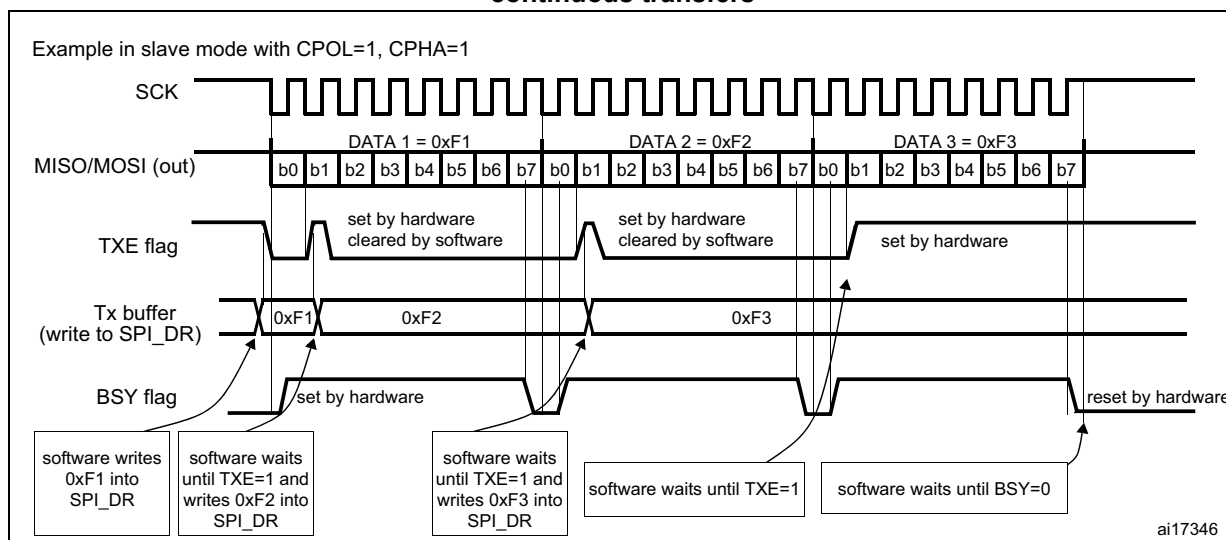 continuous transfers
Example in slave mode with CPOL=1, CPHA=1
SCK
DATA 1 = 0xF1 DATA 2 = 0xF2 DATA 3 = 0xF3
MISO/MOSI (out) b0 b1 b2 b3 b4 b5 b6 b7 b0 b1 b2 b3 b4 b5 b6 b7 b0 b1 b2 b3 b4 b5 b6 b7
TXE flag
set by hardware
cleared by software
set by hardware
cleared by software
set by hardware
Tx buffer
(write to SPI_DR)
0xF1 0xF2 0xF3
BSY flag
set by hardware
reset by hardware
software writes
0xF1 into
SPI_DR
software waits
until TXE=1 and
writes 0xF2 into
SPI_DR
software waits
until TXE=1 and
writes 0xF3 into
SPI_DR
software waits until TXE=1
software waits until BSY=0
ai17346